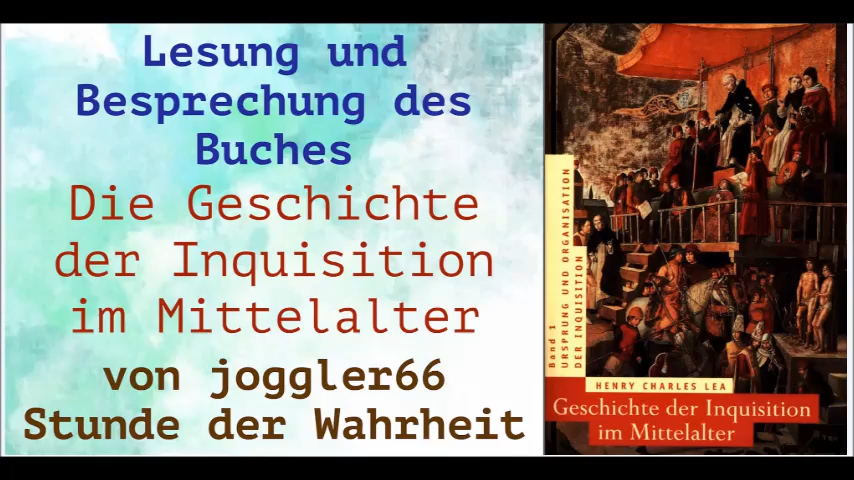 Lesung und
Besprechung des
Buches
Die Geschichte
der Inquisition
im Mittelalter
von joggler66
Stunde der Wahrheit
Band 1
URSPRUNG UND ORGANISATION
DER INQUISITION
HENRY CHARLES LEA
Geschichte der Inquisition
im Mittelalter